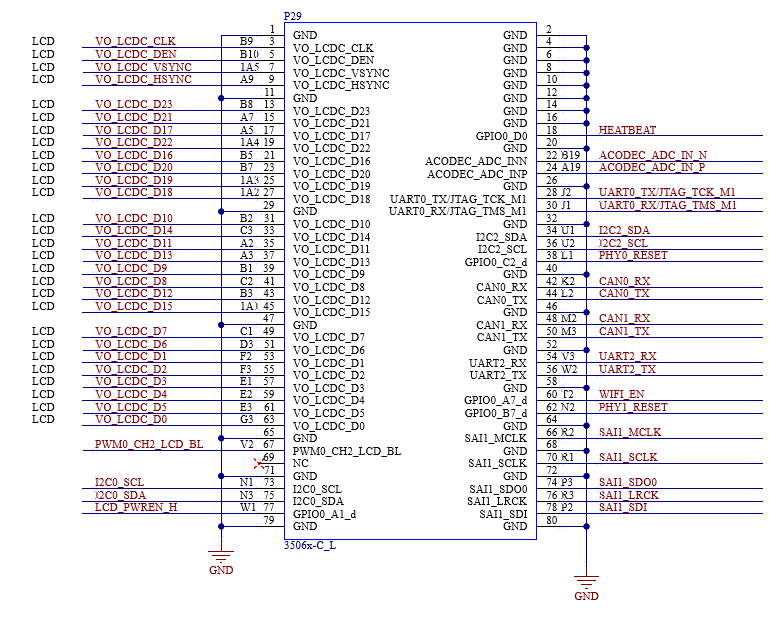 P29
1 GND GND 2
LCD VO_LCDC_CLK B9 3 VO_LCDC_CLK GND 4
LCD VO_LCDC_DEN B10 5 VO_LCDC_DEN GND 6
LCD VO_LCDC_VSYNC 1A5 7 VO_LCDC_VSYNC GND 8
LCD VO_LCDC_HSYNC A9 9 VO_LCDC_HSYNC GND 10
11 GND GND 12
LCD VO_LCDC_D23 B8 13 VO_LCDC_D23 GND 14
LCD VO_LCDC_D21 A7 15 VO_LCDC_D21 GND 16
LCD VO_LCDC_D17 A5 17 VO_LCDC_D17 GPIO0_D0 18 HEATBEAT
LCD VO_LCDC_D22 1A4 19 VO_LCDC_D22 GND 20
LCD VO_LCDC_D16 B5 21 VO_LCDC_D16 ACODEC_ADC_INN 22 B19 ACODEC_ADC_IN_N
LCD VO_LCDC_D20 B7 23 VO_LCDC_D20 ACODEC_ADC_INP 24 A19 ACODEC_ADC_IN_P
LCD VO_LCDC_D19 1A3 25 VO_LCDC_D19 GND 26
LCD VO_LCDC_D18 1A2 27 VO_LCDC_D18 UART0_TX/JTAG_TCK_M1 28 J2 UART0_TX/JTAG_TCK_M1
29 GND UART0_RX/JTAG_TMS_M1 30 J1 UART0_RX/JTAG_TMS_M1
LCD VO_LCDC_D10 B2 31 VO_LCDC_D10 GND 32
LCD VO_LCDC_D14 C3 33 VO_LCDC_D14 I2C2_SDA 34 U1 I2C2_SDA
LCD VO_LCDC_D11 A2 35 VO_LCDC_D11 I2C2_SCL 36 U2 I2C2_SCL
LCD VO_LCDC_D13 A3 37 VO_LCDC_D13 GPIO0_C2_d 38 L1 PHY0_RESET
LCD VO_LCDC_D9 B1 39 VO_LCDC_D9 GND 40
LCD VO_LCDC_D8 C2 41 VO_LCDC_D8 CAN0_RX 42 K2 CAN0_RX
LCD VO_LCDC_D12 B3 43 VO_LCDC_D12 CAN0_TX 44 L2 CAN0_TX
LCD VO_LCDC_D15 1A1 45 VO_LCDC_D15 GND 46
47 GND CAN1_RX 48 M2 CAN1_RX
LCD VO_LCDC_D7 C1 49 VO_LCDC_D7 CAN1_TX 50 M3 CAN1_TX
LCD VO_LCDC_D6 D3 51 VO_LCDC_D6 GND 52
LCD VO_LCDC_D1 F2 53 VO_LCDC_D1 UART2_RX 54 V3 UART2_RX
LCD VO_LCDC_D2 F3 55 VO_LCDC_D2 UART2_TX 56 W2 UART2_TX
LCD VO_LCDC_D3 E1 57 VO_LCDC_D3 GND 58
LCD VO_LCDC_D4 E2 59 VO_LCDC_D4 GPIO0_A7_d 60 T2 WIFI_EN
LCD VO_LCDC_D5 E3 61 VO_LCDC_D5 GPIO0_B7_d 62 N2 PHY1_RESET
LCD VO_LCDC_D0 G3 63 VO_LCDC_D0 GND 64
65 GND SAI1_MCLK 66 R2 SAI1_MCLK
PWM0_CH2_LCD_BL V2 67 PWM0_CH2_LCD_BL GND 68
69 NC SAI1_SCLK 70 R1 SAI1_SCLK
71 GND GND 72
I2C0_SCL N1 73 I2C0_SCL SAI1_SDO0 74 P3 SAI1_SDO0
I2C0_SDA N3 75 I2C0_SDA SAI1_LRCK 76 R3 SAI1_LRCK
LCD_PWREN_H W1 77 GPIO0_A1_d SAI1_SDI 78 P2 SAI1_SDI
79 GND GND 80
3506x-C_L
GND
GND